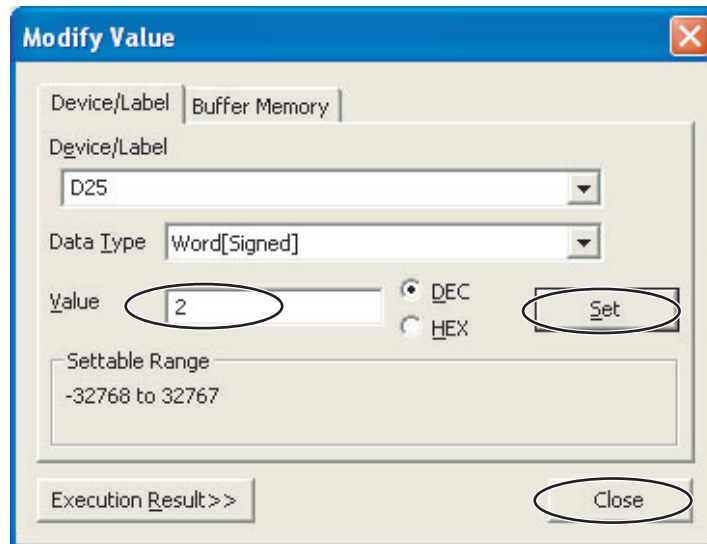 Modify Value
Device/Label Buffer Memory
Device/Label
D25
Data Type Word[Signed]
Value 2 DEC Set
HEX
Settable Range
-32768 to 32767
Execution Result>> Close